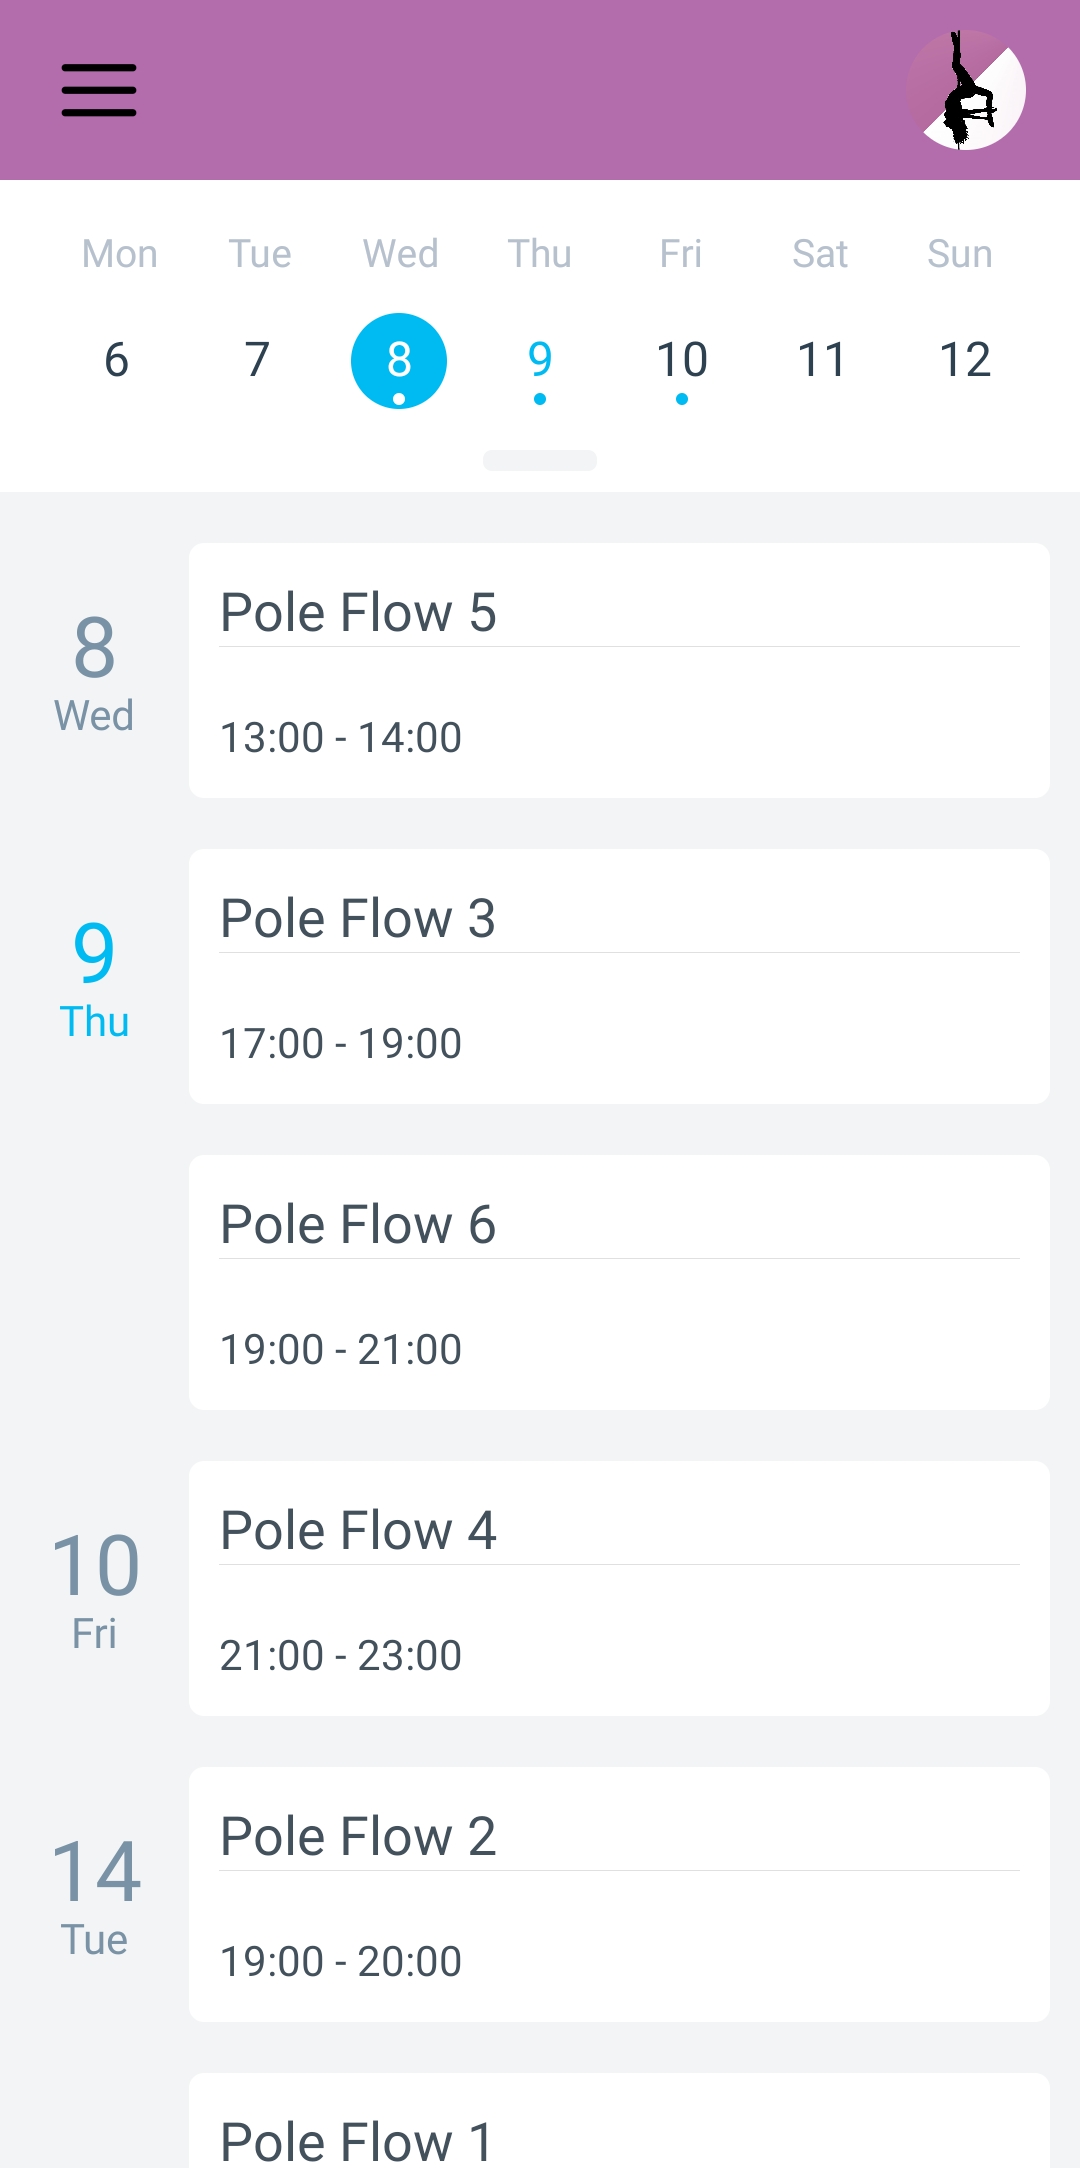 Mon Tue Wed Thu Fri Sat Sun
6 7 8 9 10 11 12
8
Wed
Pole Flow 5
13:00 - 14:00
9
Thu
Pole Flow 3
17:00 - 19:00
Pole Flow 6
19:00 - 21:00
10
Fri
Pole Flow 4
21:00 - 23:00
14
Tue
Pole Flow 2
19:00 - 20:00
Pole Flow 1